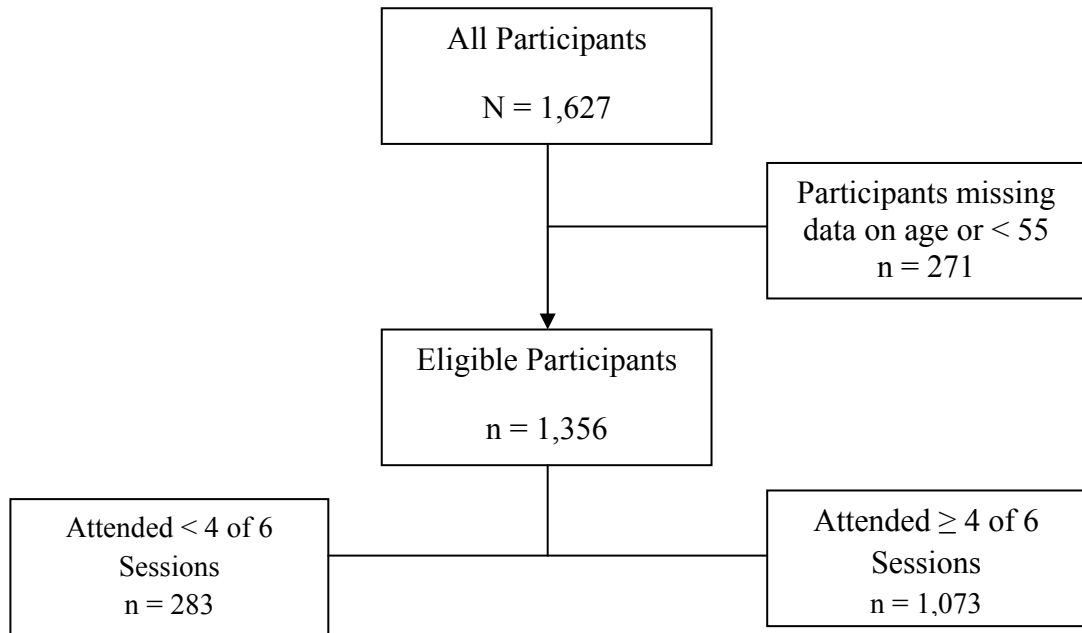 All Participants
N = 1,627
Participants missing
data on age or < 55
n = 271
Eligible Participants
n = 1,356
Attended < 4 of 6
Sessions
n = 283
Attended ≥ 4 of 6
Sessions
n = 1,073